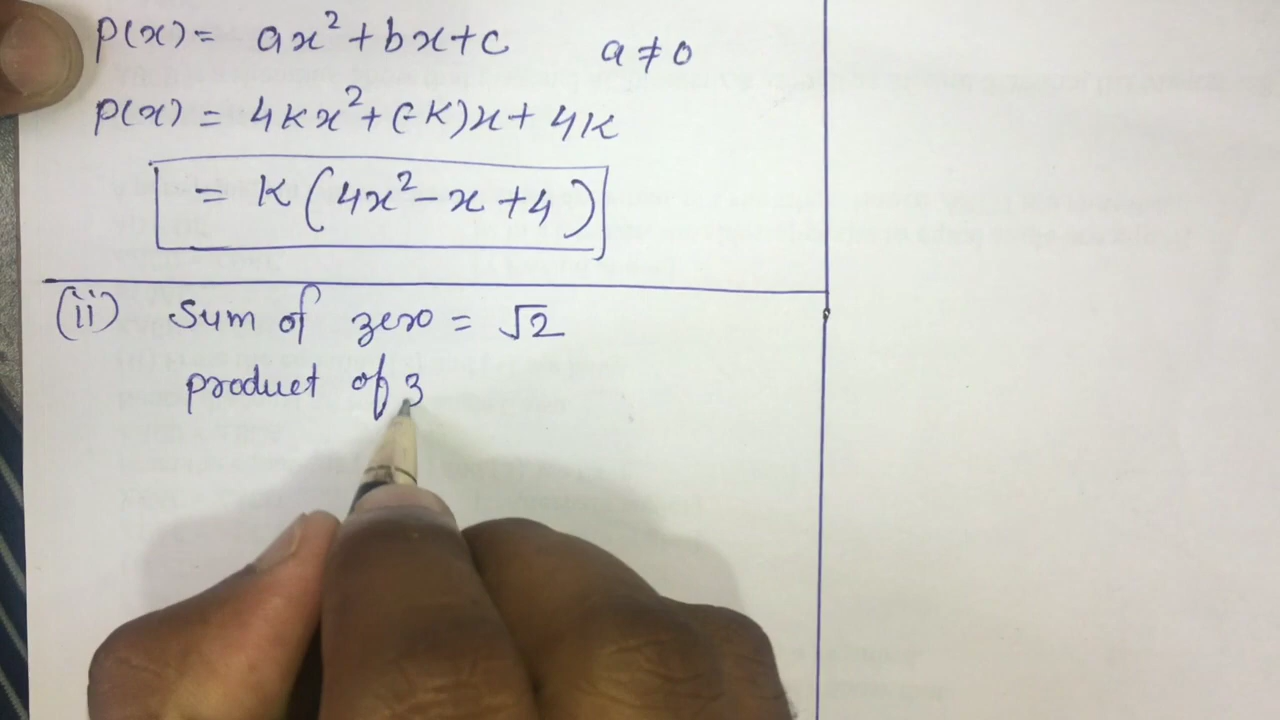 p(x) = ax² + bx + c a ≠ 0
p(x) = 4Kx² + (-K)x + 4K
= K(4x² - x + 4)
(ii) Sum of zero = √2
product of 3